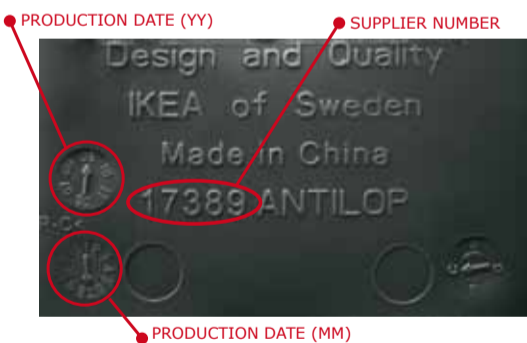 PRODUCTION DATE (YY)
SUPPLIER NUMBER
Design and Quality
IKEA of Sweden
Made in China
17389 ANTILOP
PRODUCTION DATE (MM)